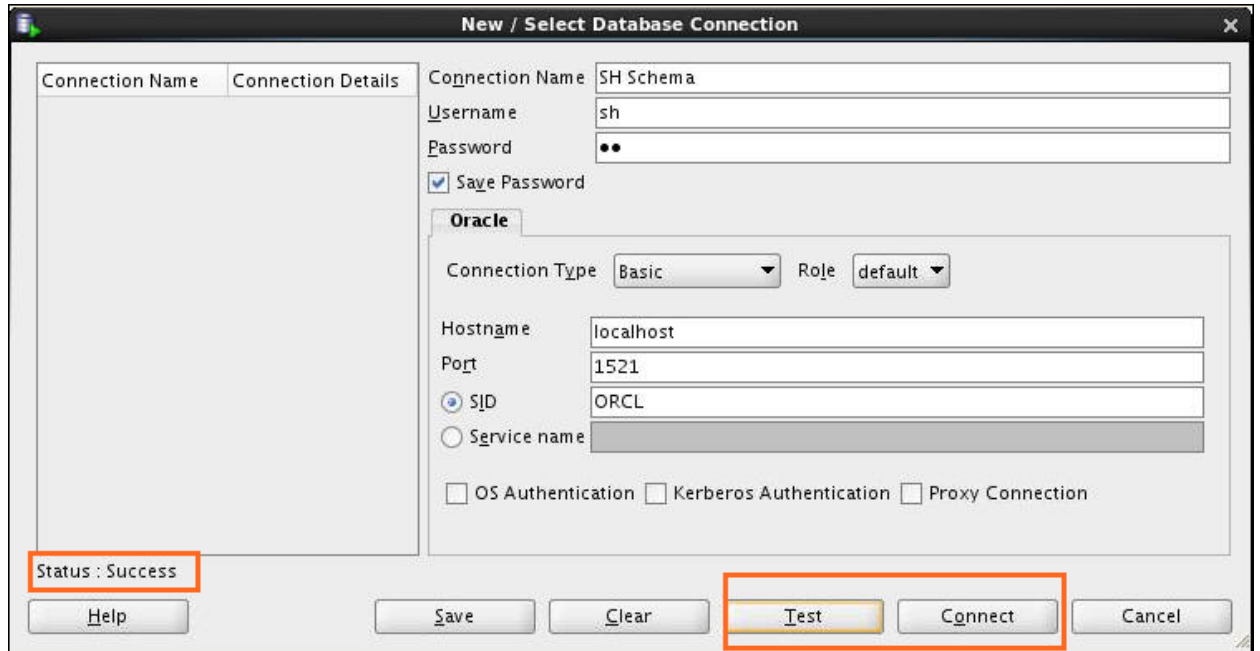 New / Select Database Connection
Connection Name Connection Details
Connection Name SH Schema
Username sh
Password ••
Save Password
Oracle
Connection Type Basic Role default
Hostname localhost
Port 1521
SID ORCL
Service name
OS Authentication Kerberos Authentication Proxy Connection
Status : Success
Help Save Clear Test Connect Cancel